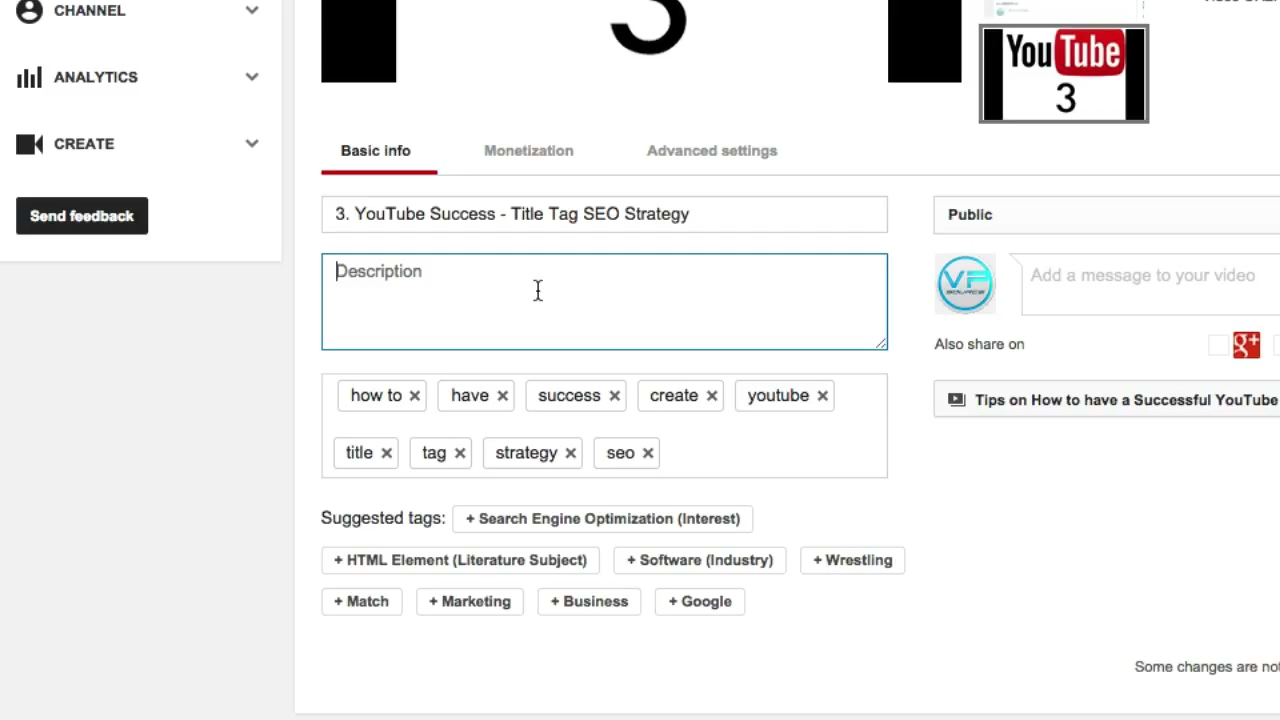 CHANNEL
ANALYTICS
CREATE
Send feedback
3
YouTube
3
Basic info
Monetization
Advanced settings
3. YouTube Success - Title Tag SEO Strategy
Public
Description
VF
SOURCE
Add a message to your video
Also share on
g+
how to × have × success × create × youtube ×
Tips on How to have a Successful YouTube
title × tag × strategy × seo ×
Suggested tags: + Search Engine Optimization (Interest)
+ HTML Element (Literature Subject) + Software (Industry) + Wrestling
+ Match + Marketing + Business + Google
Some changes are not